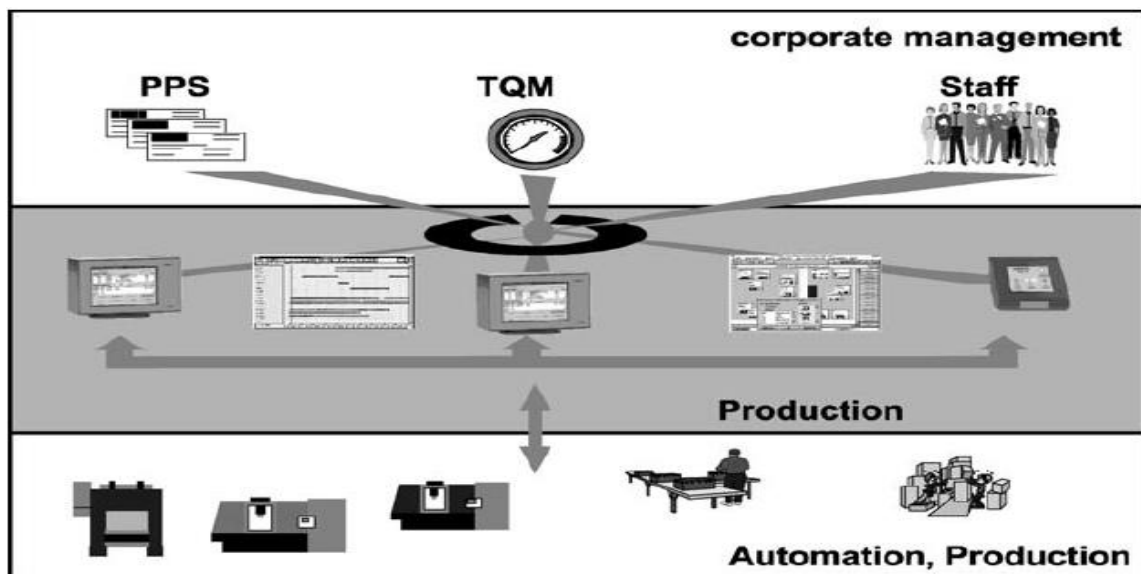 corporate management
PPS
TQM
Staff
Production
Automation, Production